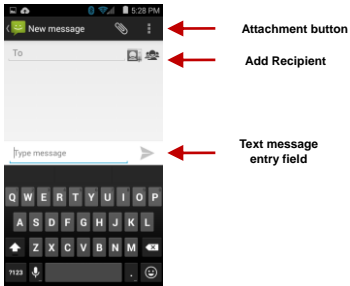 5:28 PM
New message
Attachment button
To
Add Recipient
Type message
Text message
entry field
Q W E R T Y U I O P
A S D F G H J K L
Z X C V B N M
?123 .